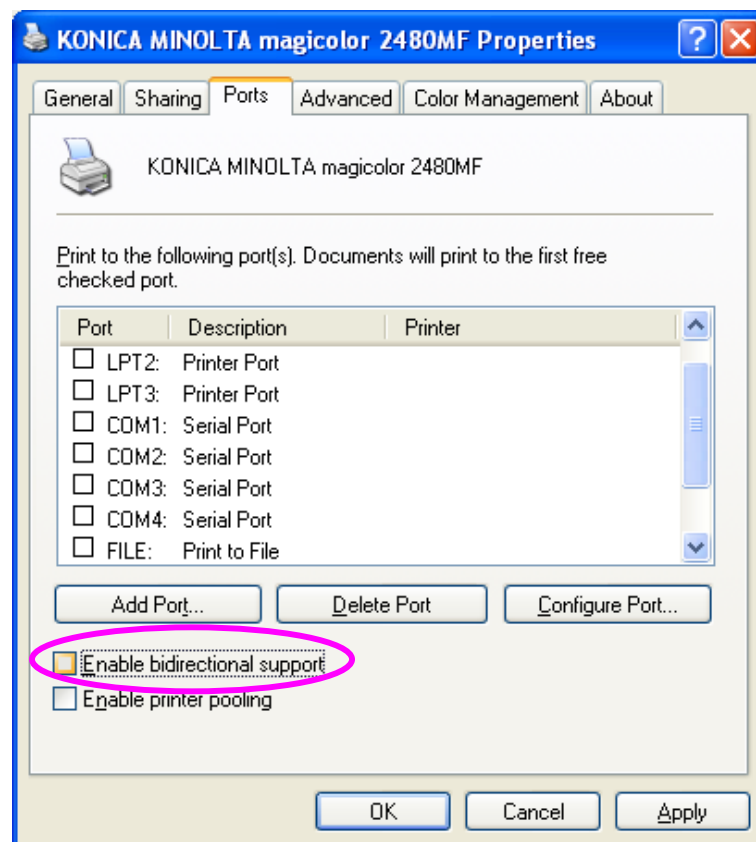 KONICA MINOLTA magicolor 2480MF Properties
General Sharing Ports Advanced Color Management About
KONICA MINOLTA magicolor 2480MF
Print to the following port(s). Documents will print to the first free
checked port.
Port Description Printer
LPT2: Printer Port
LPT3: Printer Port
COM1: Serial Port
COM2: Serial Port
COM3: Serial Port
COM4: Serial Port
FILE: Print to File
Add Port... Delete Port Configure Port...
Enable bidirectional support
Enable printer pooling
OK Cancel Apply